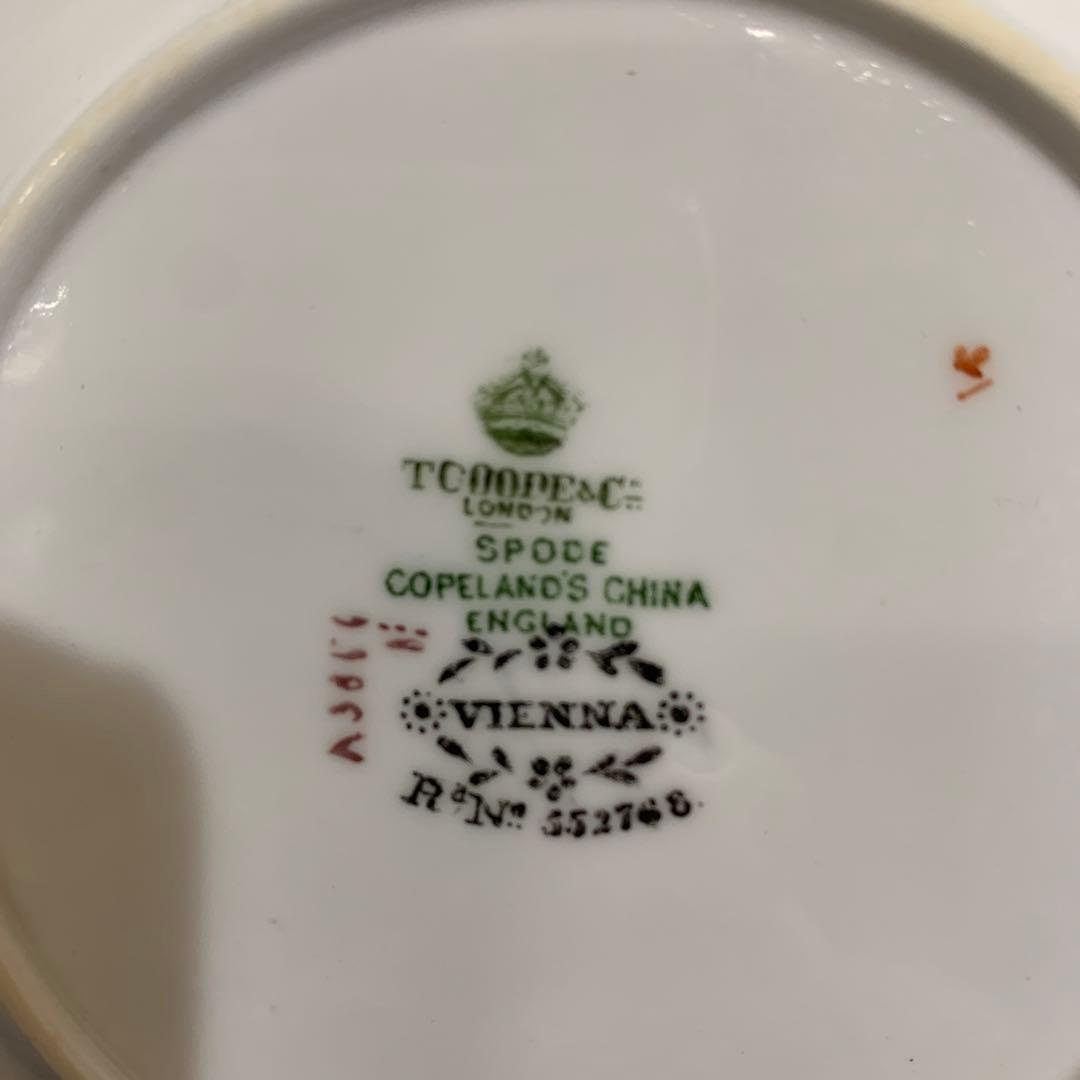 T GOODE & Co
LONDON
SPODE
COPELAND'S CHINA
ENGLAND
VIENNA
Rd No 552768.